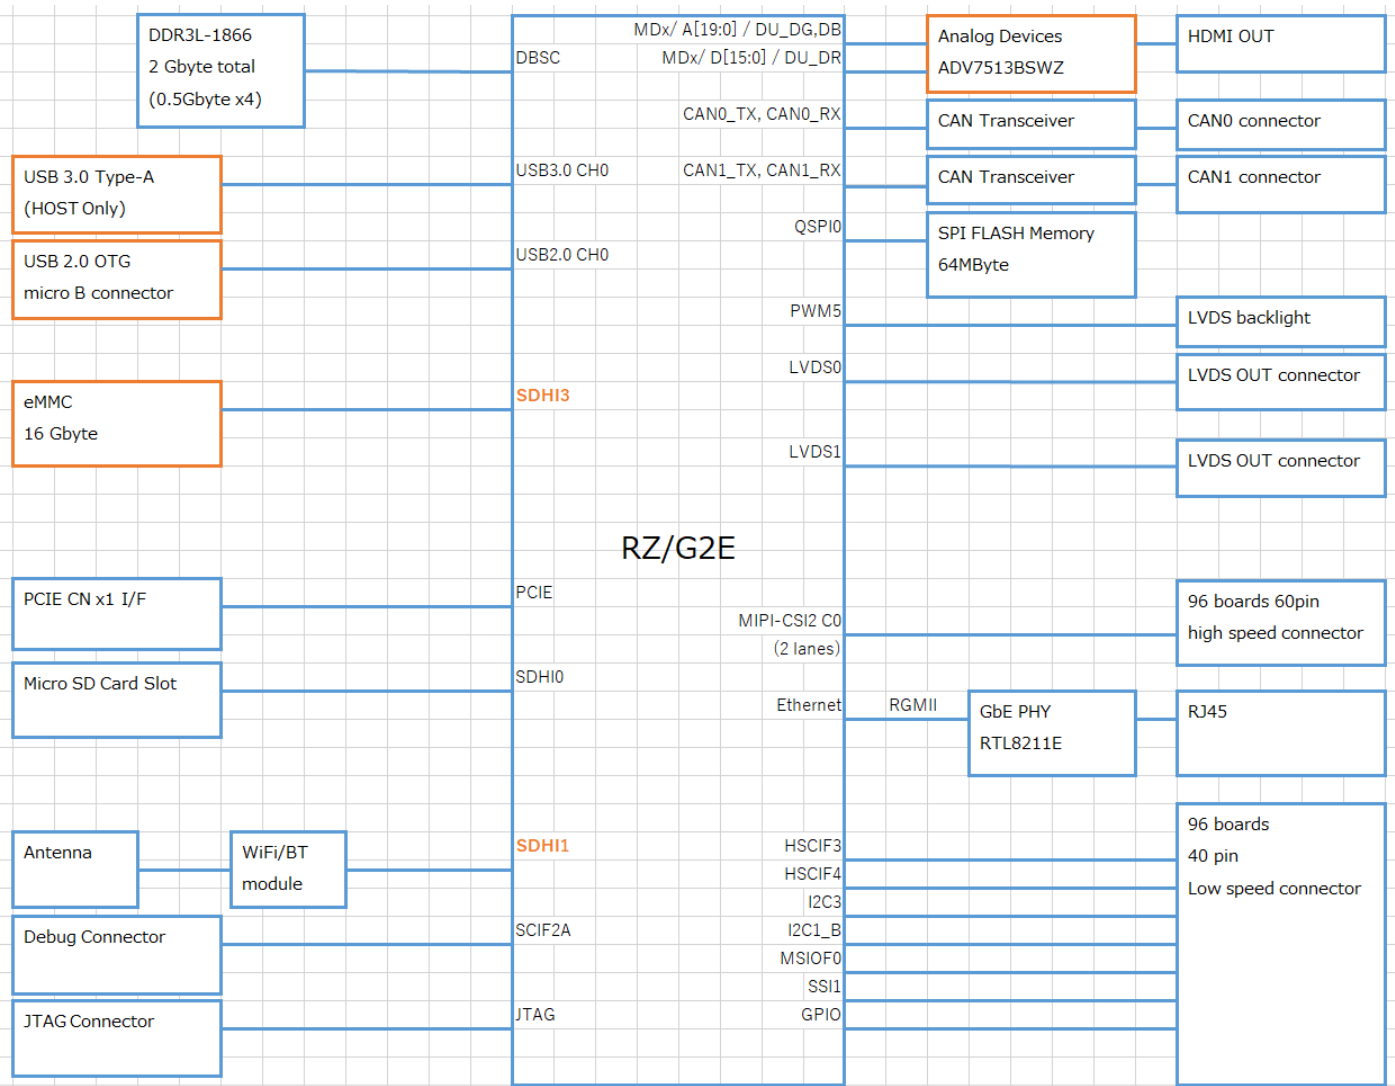 DDR3L-1866
2 Gbyte total
(0.5Gbyte x4)
USB 3.0 Type-A
(HOST Only)
USB 2.0 OTG
micro B connector
eMMC
16 Gbyte
PCIE CN x1 I/F
Micro SD Card Slot
Antenna
WiFi/BT
module
Debug Connector
JTAG Connector
DBSC
USB3.0 CH0
USB2.0 CH0
SDHI3
PCIE
SDHI0
SDHI1
SCIF2A
JTAG
RZ/G2E
MDx/ A[19:0] / DU_DG,DB
MDx/ D[15:0] / DU_DR
CAN0_TX, CAN0_RX
CAN1_TX, CAN1_RX
QSPI0
PWM5
LVDS0
LVDS1
MIPI-CSI2 C0
(2 lanes)
Ethernet
HSCIF3
HSCIF4
I2C3
I2C1_B
MSIOF0
SSI1
GPIO
RGMII
Analog Devices
ADV7513BSWZ
CAN Transceiver
CAN Transceiver
SPI FLASH Memory
64MByte
GbE PHY
RTL8211E
HDMI OUT
CAN0 connector
CAN1 connector
LVDS backlight
LVDS OUT connector
LVDS OUT connector
96 boards 60pin
high speed connector
RJ45
96 boards
40 pin
Low speed connector